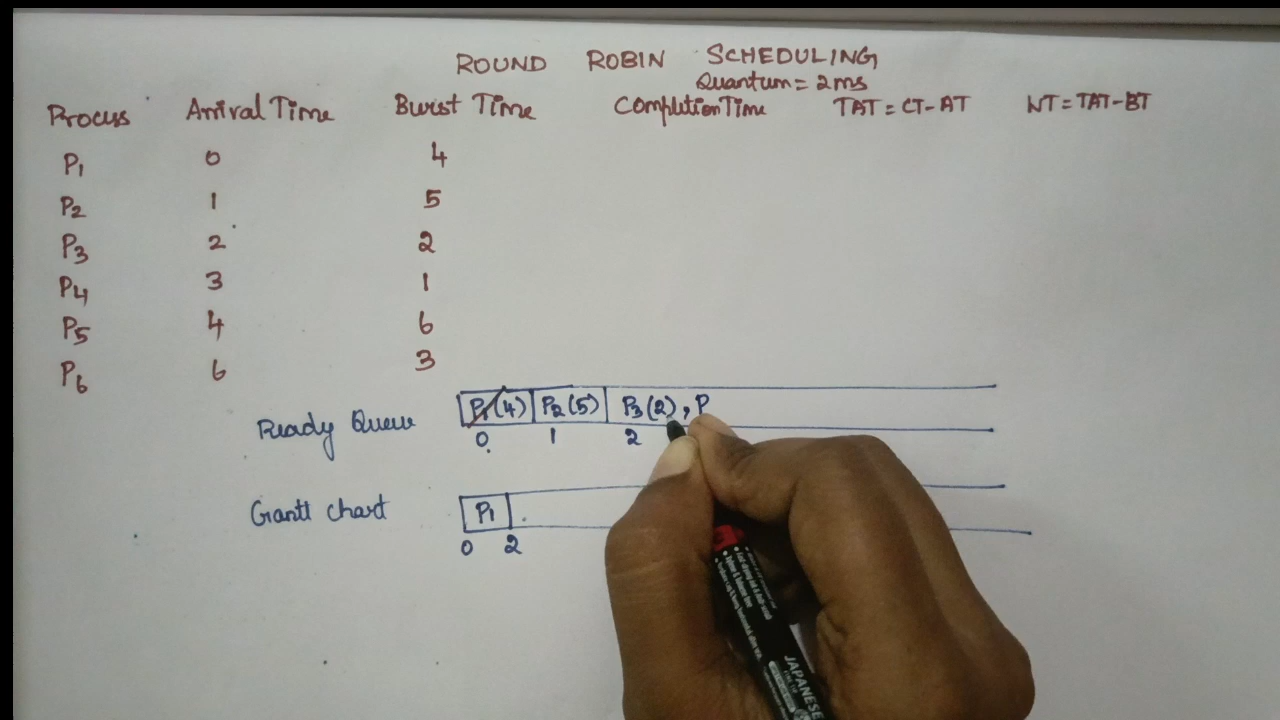 ROUND ROBIN SCHEDULING
Quantum = 2ms
Process Arrival Time Burst Time Completion Time TAT = CT - AT WT = TAT - BT
P1 0 4
P2 1 5
P3 2 2
P4 3 1
P5 4 6
P6 6 3
Ready Queue P1(4) P2(5) P3(2), P
0 1 2
Gantt chart P1
0 2
JAPANESE